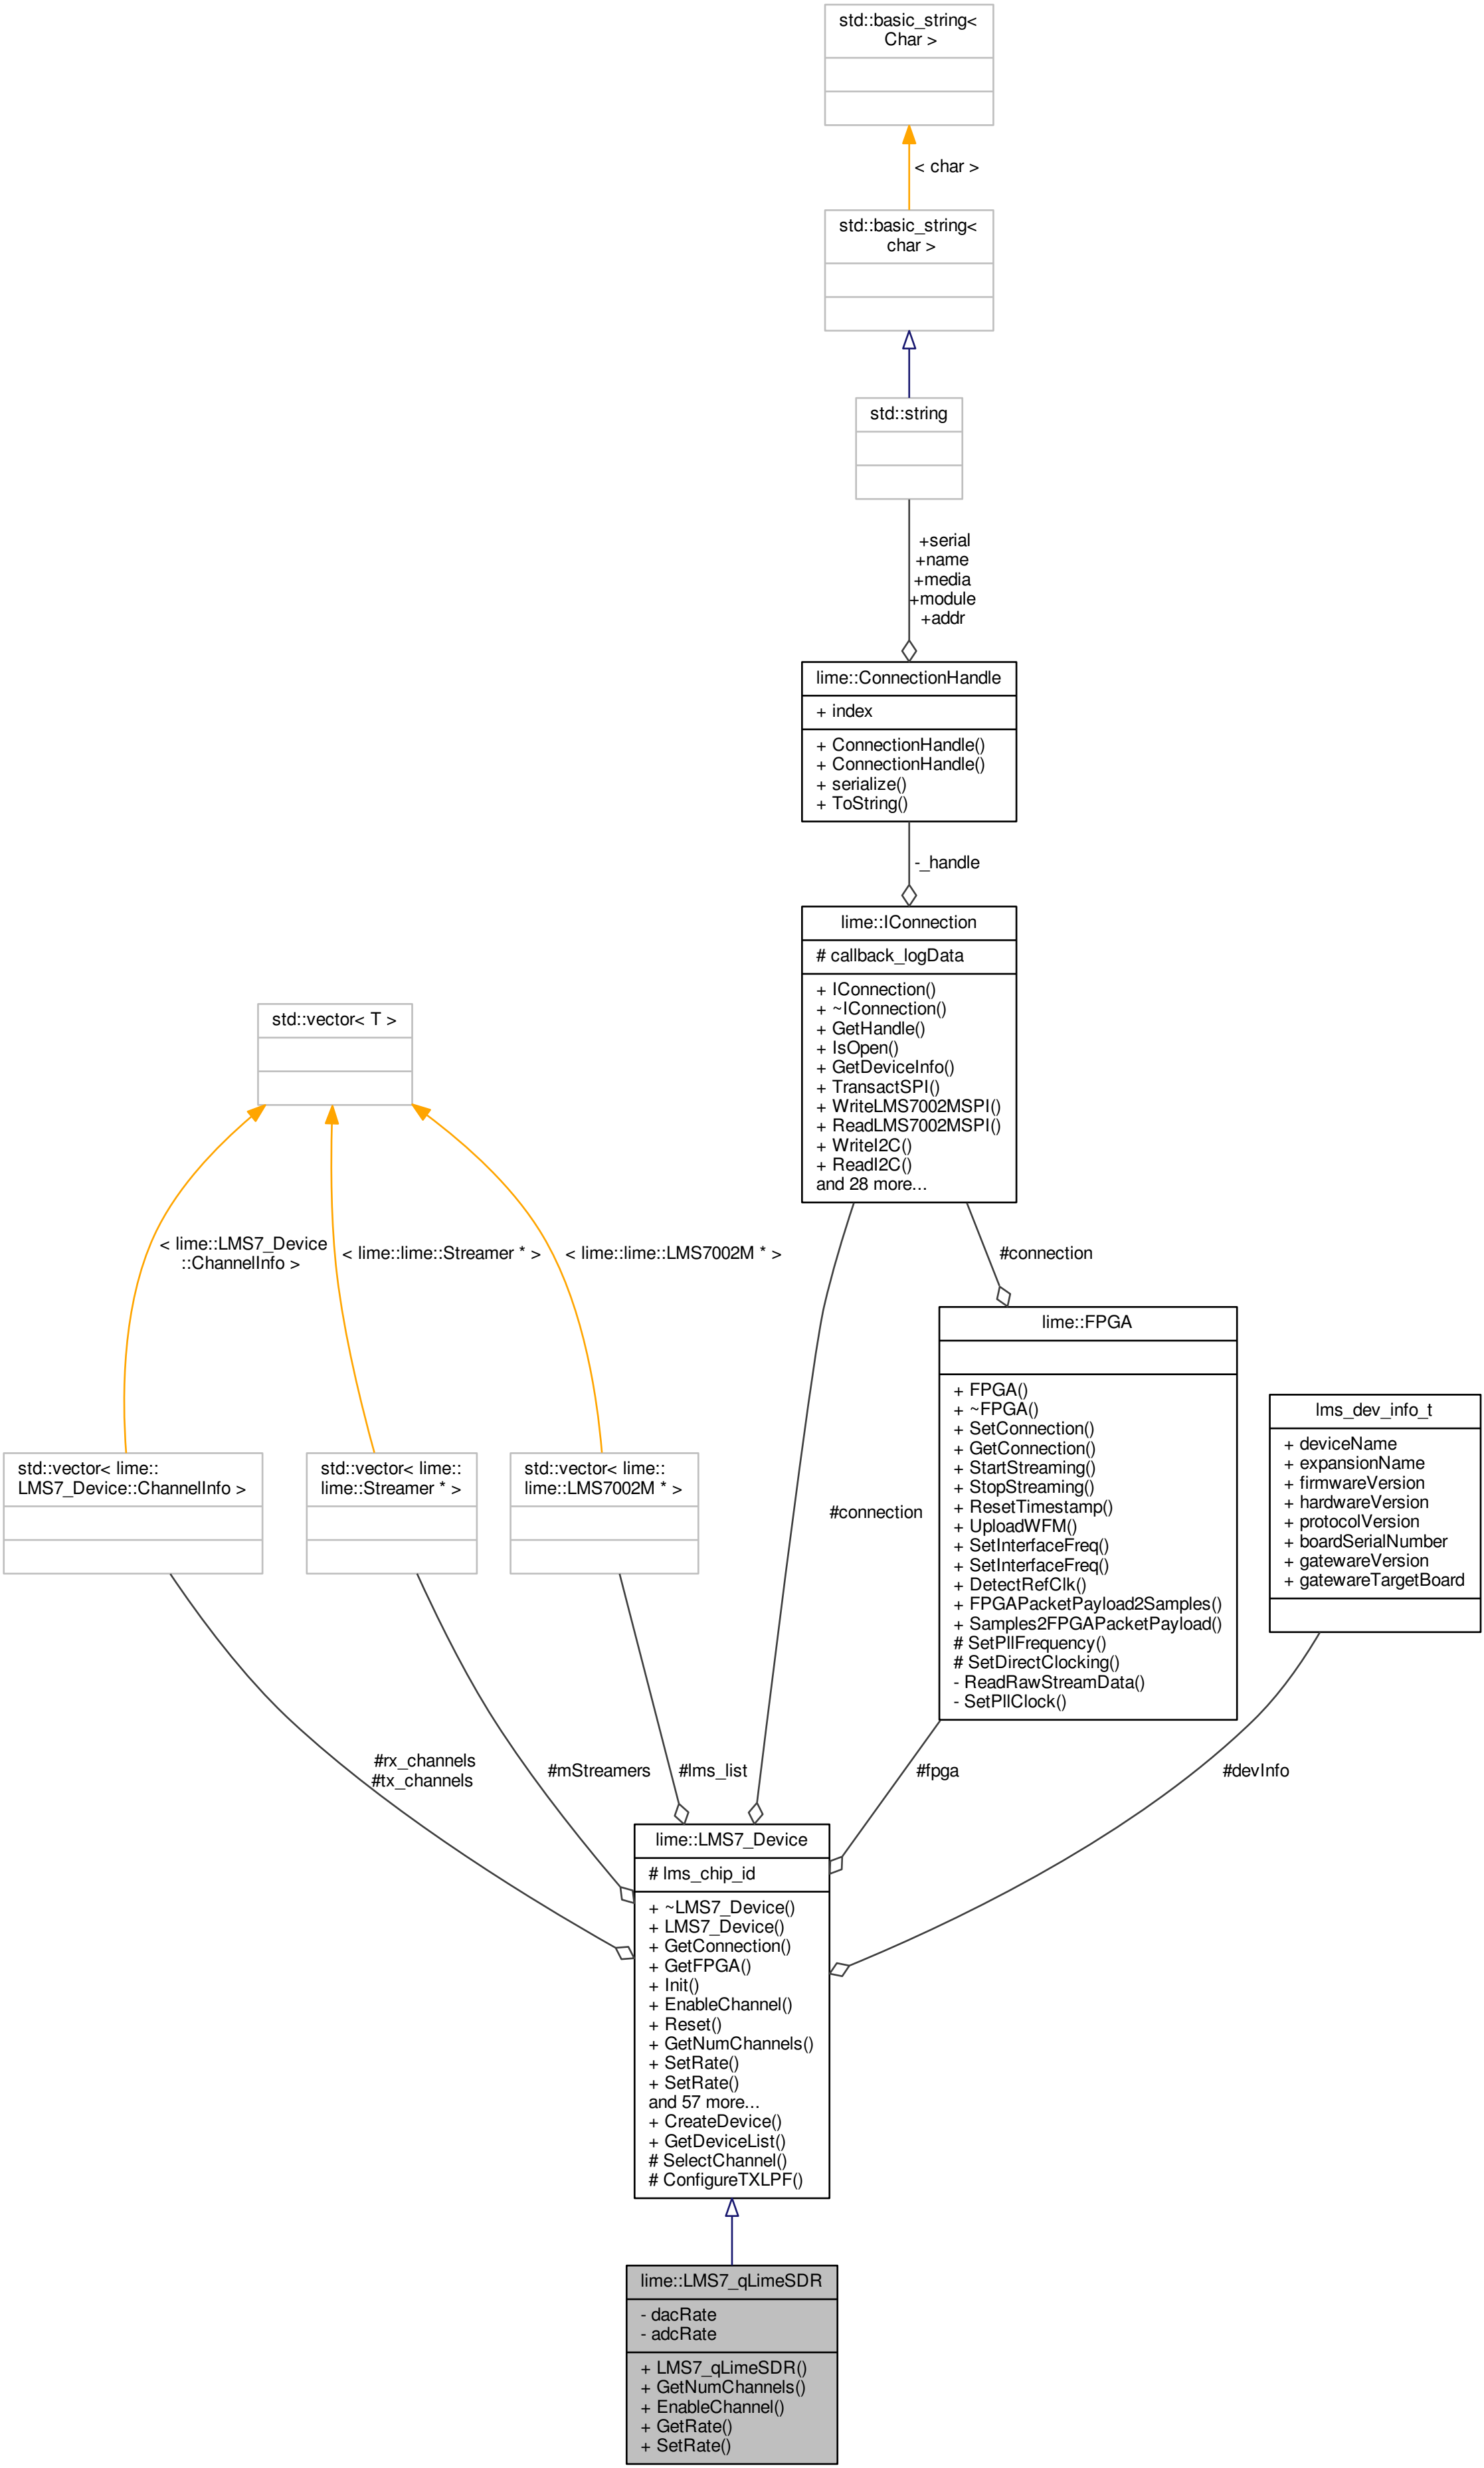 std::basic_string<
Char >
< char >
std::basic_string<
char >
std::string
+serial
+name
+media
+module
+addr
lime::ConnectionHandle
+ index
+ ConnectionHandle()
+ ConnectionHandle()
+ serialize()
+ ToString()
-_handle
lime::IConnection
# callback_logData
+ IConnection()
+ ~IConnection()
+ GetHandle()
+ IsOpen()
+ GetDeviceInfo()
+ TransactSPI()
+ WriteLMS7002MSPI()
+ ReadLMS7002MSPI()
+ WriteI2C()
+ ReadI2C()
and 28 more...
std::vector< T >
< lime::LMS7_Device
::ChannelInfo >
< lime::lime::Streamer * >
< lime::lime::LMS7002M * >
#connection
lime::FPGA
+ FPGA()
+ ~FPGA()
+ SetConnection()
+ GetConnection()
+ StartStreaming()
+ StopStreaming()
+ ResetTimestamp()
+ UploadWFM()
+ SetInterfaceFreq()
+ SetInterfaceFreq()
+ DetectRefClk()
+ FPGAPacketPayload2Samples()
+ Samples2FPGAPacketPayload()
# SetPllFrequency()
# SetDirectClocking()
- ReadRawStreamData()
- SetPllClock()
lms_dev_info_t
+ deviceName
+ expansionName
+ firmwareVersion
+ hardwareVersion
+ protocolVersion
+ boardSerialNumber
+ gatewareVersion
+ gatewareTargetBoard
std::vector< lime::
LMS7_Device::ChannelInfo >
std::vector< lime::
lime::Streamer * >
std::vector< lime::
lime::LMS7002M * >
#connection
#rx_channels
#tx_channels
#mStreamers
#lms_list
#fpga
#devInfo
lime::LMS7_Device
# lms_chip_id
+ ~LMS7_Device()
+ LMS7_Device()
+ GetConnection()
+ GetFPGA()
+ Init()
+ EnableChannel()
+ Reset()
+ GetNumChannels()
+ SetRate()
+ SetRate()
and 57 more...
+ CreateDevice()
+ GetDeviceList()
# SelectChannel()
# ConfigureTXLPF()
lime::LMS7_qLimeSDR
- dacRate
- adcRate
+ LMS7_qLimeSDR()
+ GetNumChannels()
+ EnableChannel()
+ GetRate()
+ SetRate()